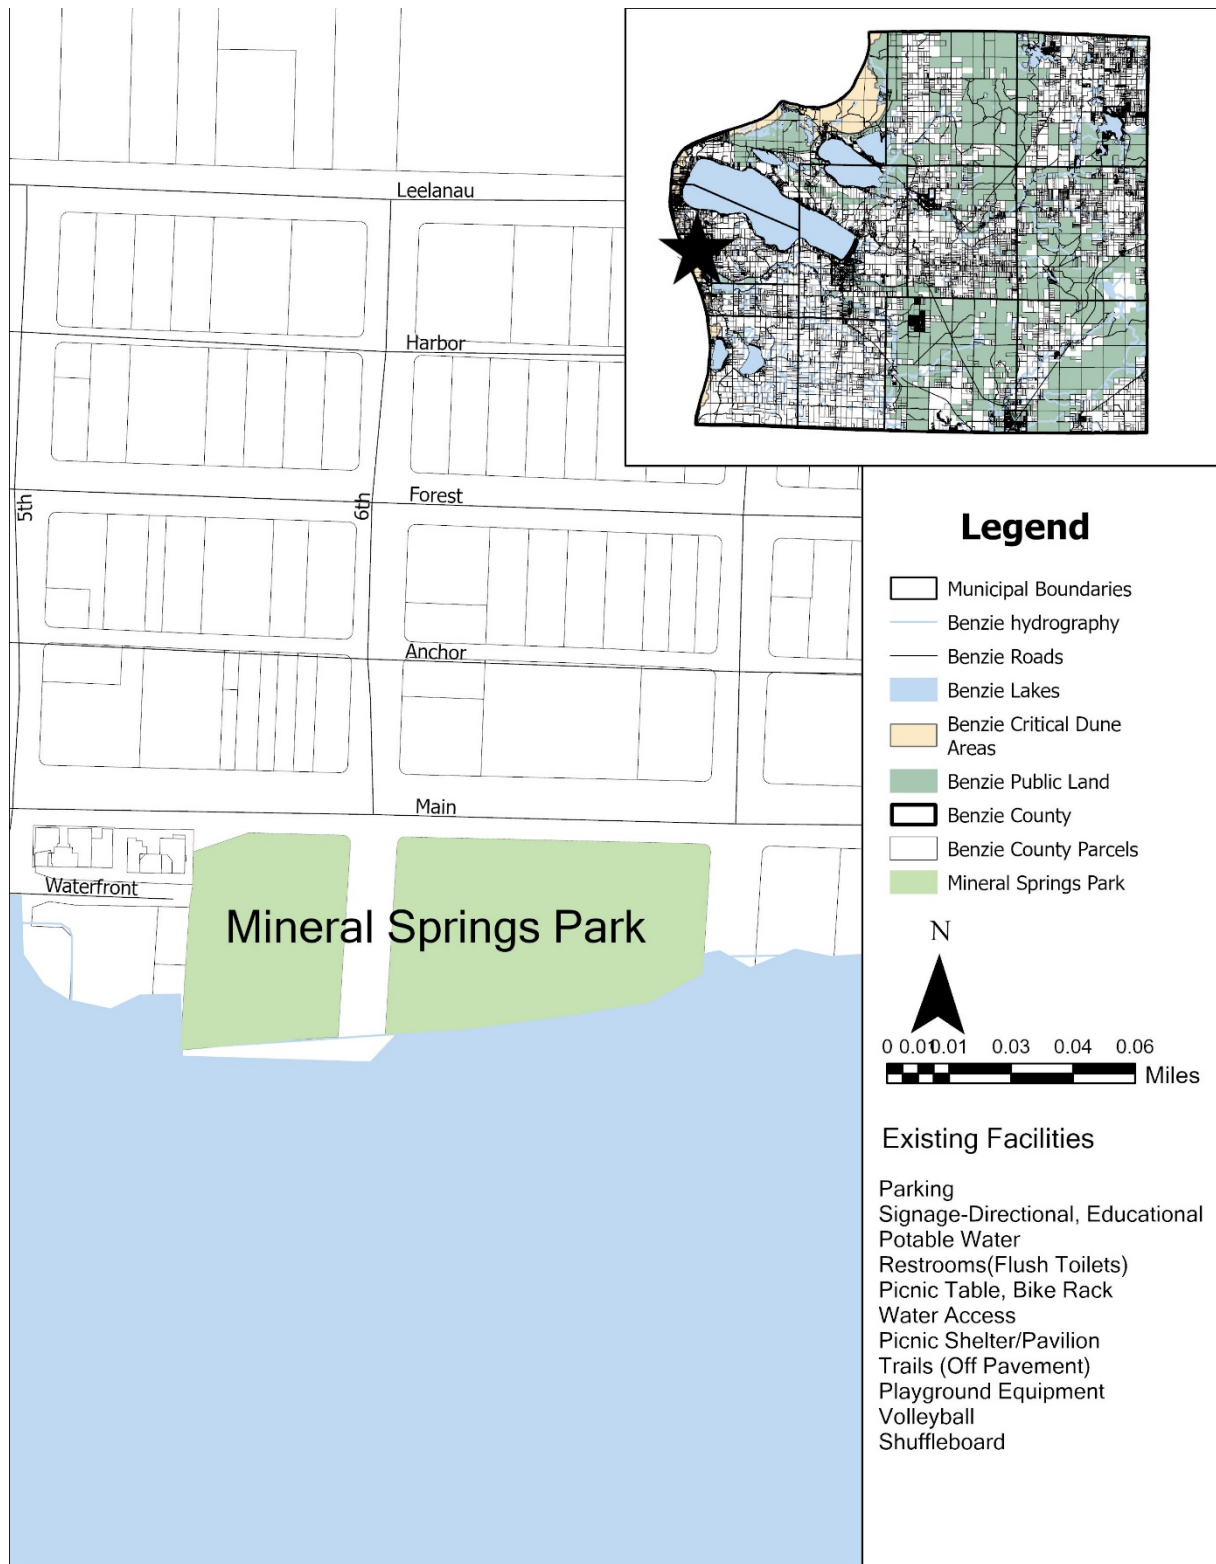 Leelanau
Harbor
Forest
5th
6th
Anchor
Main
Waterfront
Mineral Springs Park
Legend
Municipal Boundaries
Benzie hydrography
Benzie Roads
Benzie Lakes
Benzie Critical Dune
Areas
Benzie Public Land
Benzie County
Benzie County Parcels
Mineral Springs Park
N
0 0.01 0.01 0.03 0.04 0.06
Miles
Existing Facilities
Parking
Signage-Directional, Educational
Potable Water
Restrooms(Flush Toilets)
Picnic Table, Bike Rack
Water Access
Picnic Shelter/Pavilion
Trails (Off Pavement)
Playground Equipment
Volleyball
Shuffleboard